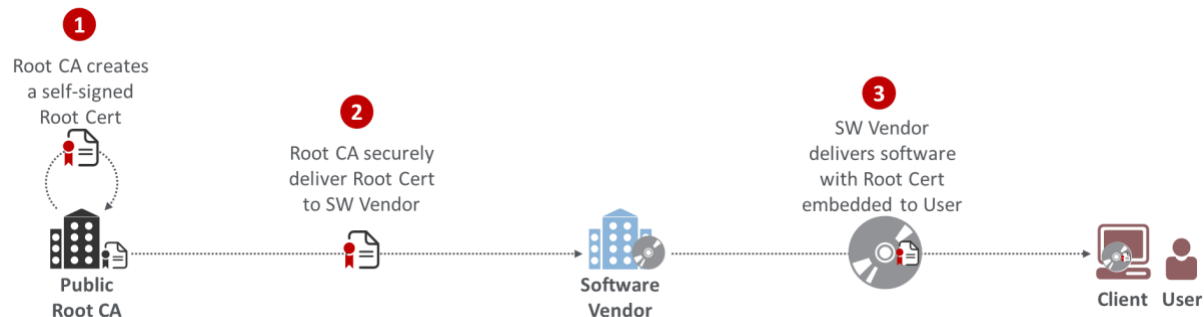 1
Root CA creates
a self-signed
Root Cert
2
Root CA securely
deliver Root Cert
to SW Vendor
3
SW Vendor
delivers software
with Root Cert
embedded to User
Public
Root CA
Software
Vendor
Client
User